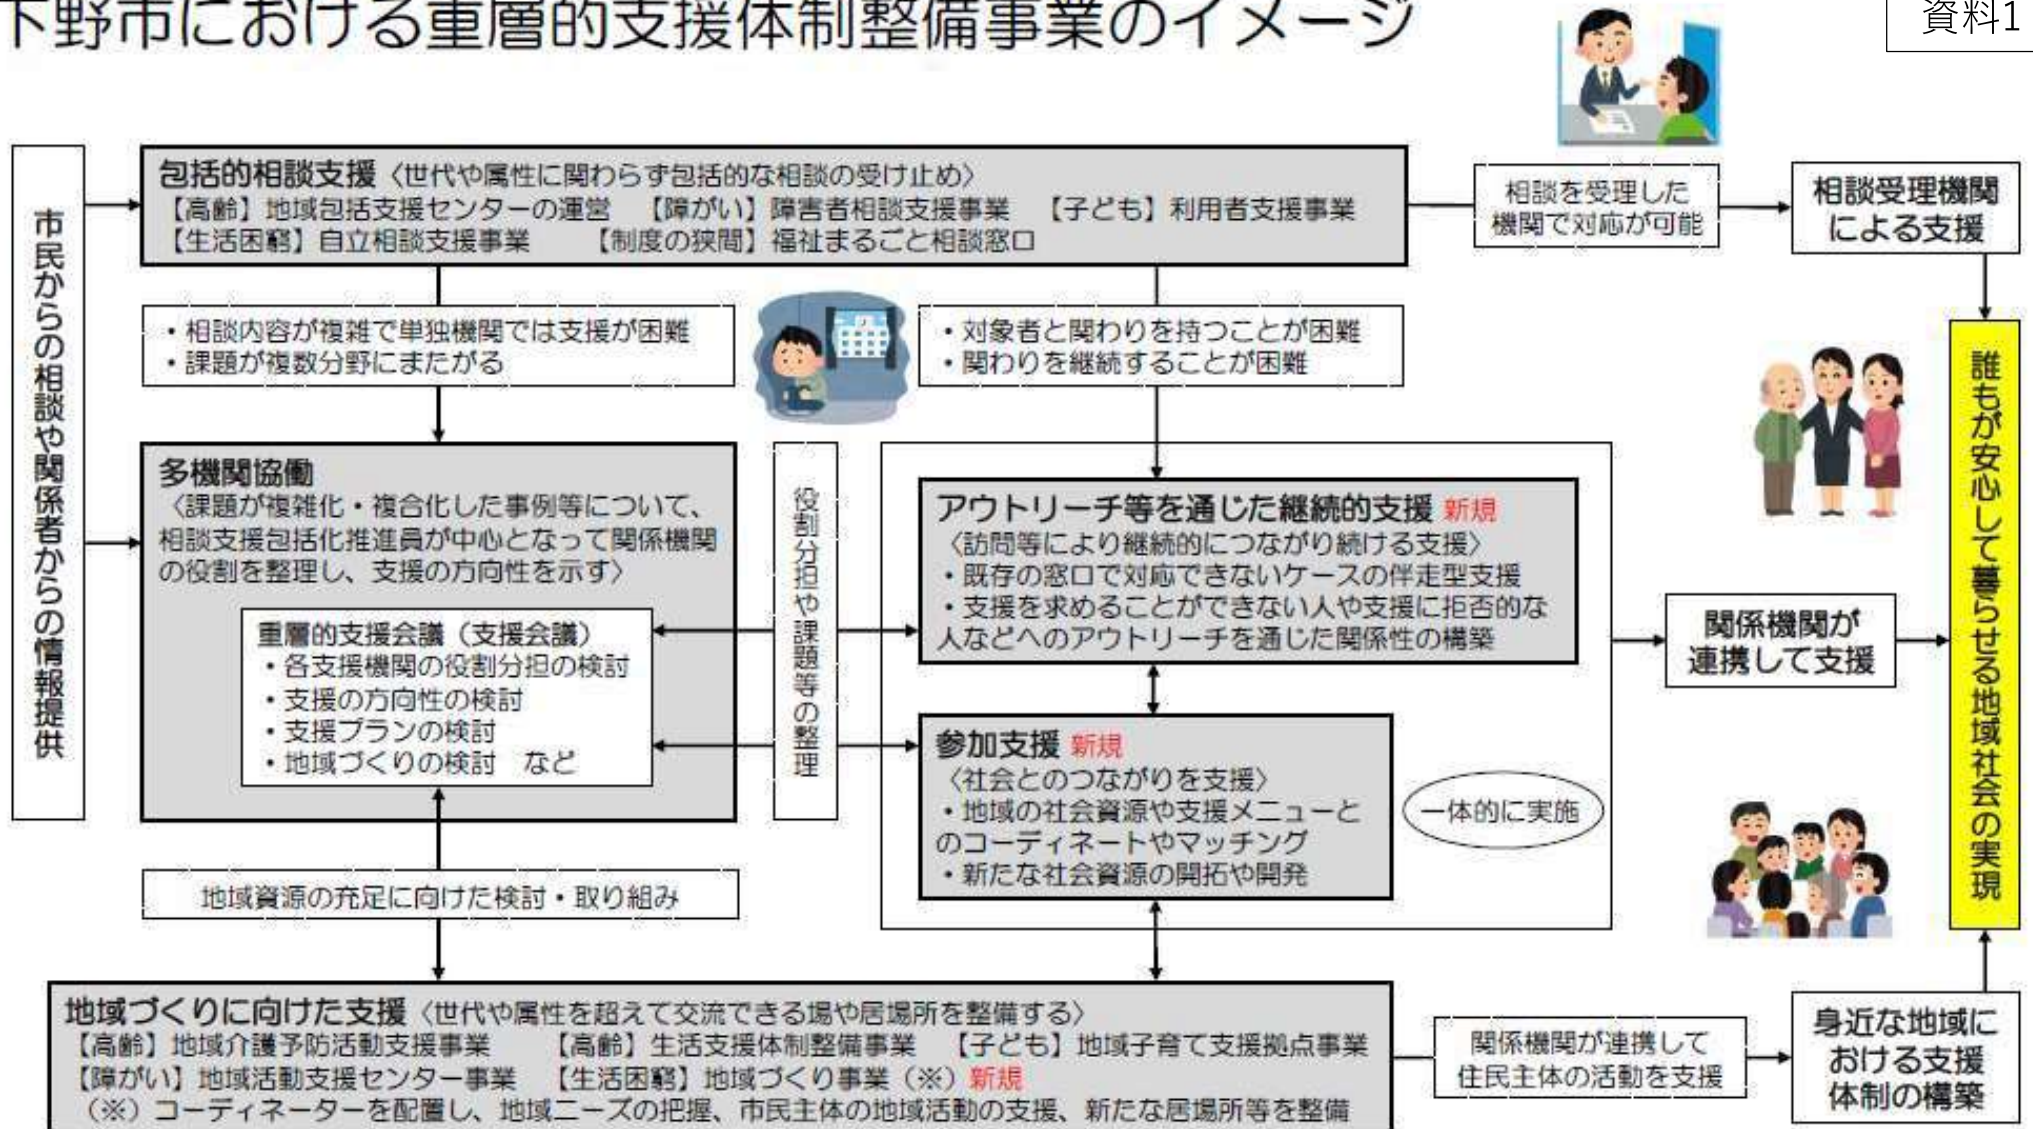 下野市における重層的支援体制整備事業のイメージ
資料1
市民からの相談や関係者からの情報提供
包括的相談支援〈世代や属性に関わらず包括的な相談の受け止め〉
【高齢】地域包括支援センターの運営 【障がい】障害者相談支援事業 【子ども】利用者支援事業
【生活困窮】自立相談支援事業 【制度の狭間】福祉まるごと相談窓口
相談を受理した
機関で対応が可能
相談受理機関
による支援
・相談内容が複雑で単独機関では支援が困難
・課題が複数分野にまたがる
・対象者と関わりを持つことが困難
・関わりを継続することが困難
多機関協働
〈課題が複雑化・複合化した事例等について、
相談支援包括化推進員が中心となって関係機関
の役割を整理し、支援の方向性を示す〉
重層的支援会議（支援会議）
・各支援機関の役割分担の検討
・支援の方向性の検討
・支援プランの検討
・地域づくりの検討 など
役割分担や課題等の整理
アウトリーチ等を通じた継続的支援 新規
〈訪問等により継続的につながり続ける支援〉
・既存の窓口で対応できないケースの伴走型支援
・支援を求めることができない人や支援に拒否的な
人などへのアウトリーチを通じた関係性の構築
参加支援 新規
〈社会とのつながりを支援〉
・地域の社会資源や支援メニューと
のコーディネートやマッチング
・新たな社会資源の開拓や開発
一体的に実施
関係機関が
連携して支援
誰もが安心して暮らせる地域社会の実現
地域資源の充足に向けた検討・取り組み
地域づくりに向けた支援〈世代や属性を超えて交流できる場や居場所を整備する〉
【高齢】地域介護予防活動支援事業 【高齢】生活支援体制整備事業 【子ども】地域子育て支援拠点事業
【障がい】地域活動支援センター事業 【生活困窮】地域づくり事業（※）新規
（※）コーディネーターを配置し、地域ニーズの把握、市民主体の地域活動の支援、新たな居場所等を整備
関係機関が連携して
住民主体の活動を支援
身近な地域に
おける支援
体制の構築